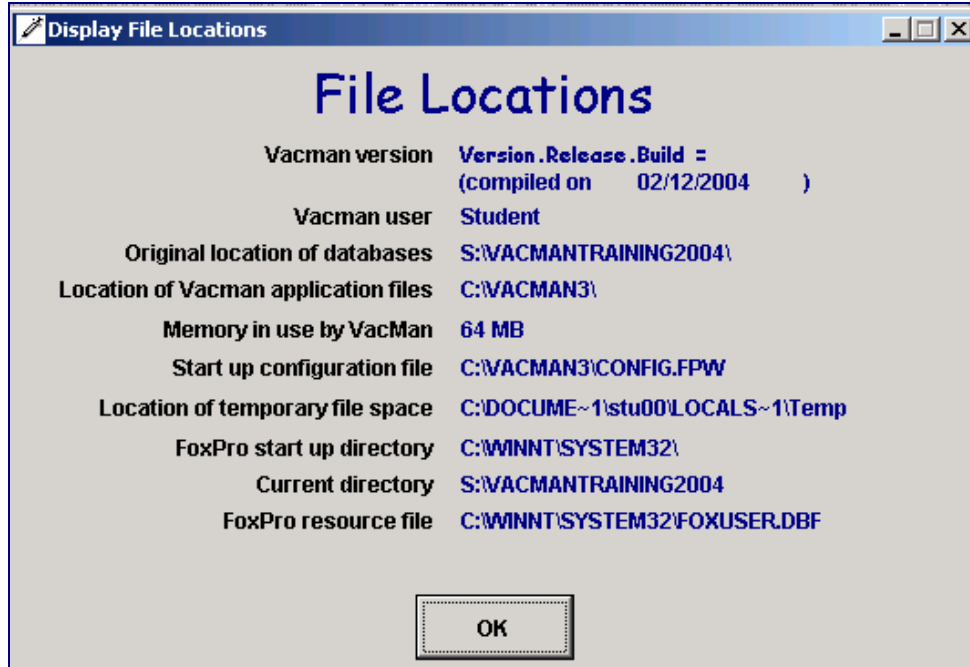 Display File Locations
File Locations
Vacman version Version.Release.Build =
(compiled on 02/12/2004 )
Vacman user Student
Original location of databases S:\VACMANTRAINING2004\
Location of Vacman application files C:\VACMAN3\
Memory in use by VacMan 64 MB
Start up configuration file C:\VACMAN3\CONFIG.FPW
Location of temporary file space C:\DOCUME~1\stu00\LOCALS~1\Temp
FoxPro start up directory C:\WINNT\SYSTEM32\
Current directory S:\VACMANTRAINING2004
FoxPro resource file C:\WINNT\SYSTEM32\FOXUSER.DBF
OK